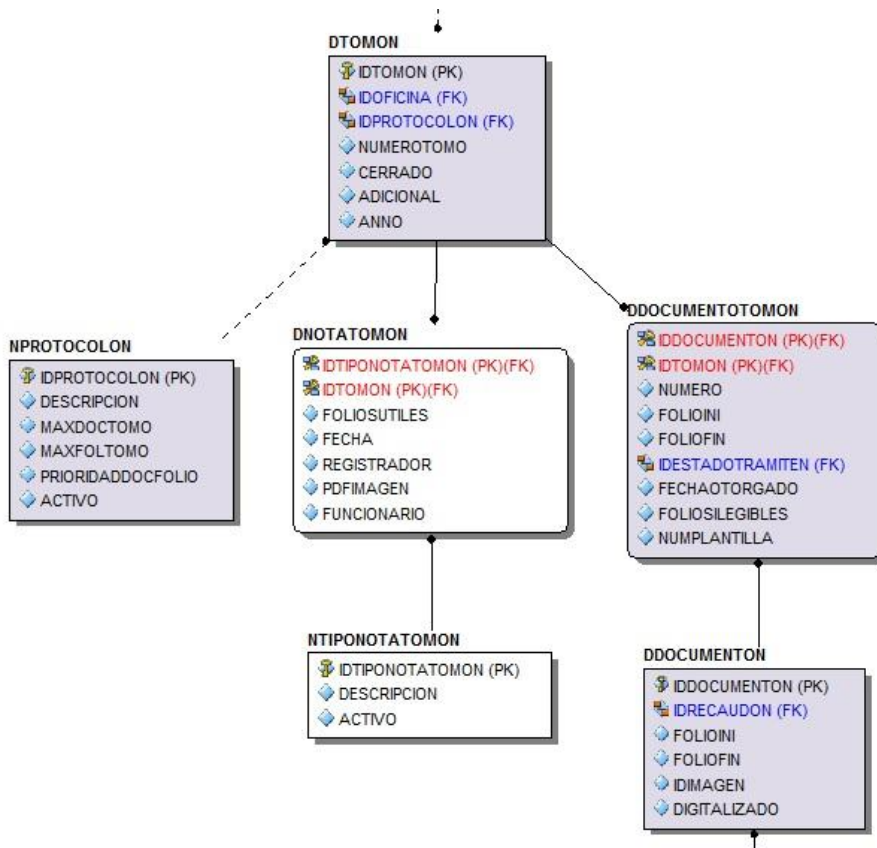 DTOMON
IDTOMON (PK)
IDOFICINA (FK)
IDPROTOCOLON (FK)
NUMEROTOMO
CERRADO
ADICIONAL
ANNO
NPROTOCOLON
IDPROTOCOLON (PK)
DESCRIPCION
MAXDOCTOMO
MAXFOLTOMO
PRIORIDADDOCFOLIO
ACTIVO
DNOTATOMON
IDTIPONOTATOMON (PK)(FK)
IDTOMON (PK)(FK)
FOLIOSUTILES
FECHA
REGISTRADOR
PDFIMAGEN
FUNCIONARIO
DDOCUMENTOTOMON
IDDOCUMENTON (PK)(FK)
IDTOMON (PK)(FK)
NUMERO
FOLIOINI
FOLIOFIN
IDESTADOTRAMITEN (FK)
FECHAOTORGADO
FOLIOSILEGIBLES
NUMPLANTILLA
NTIPONOTATOMON
IDTIPONOTATOMON (PK)
DESCRIPCION
ACTIVO
DDOCUMENTON
IDDOCUMENTON (PK)
IDRECAUDON (FK)
FOLIOINI
FOLIOFIN
IDIMAGEN
DIGITALIZADO